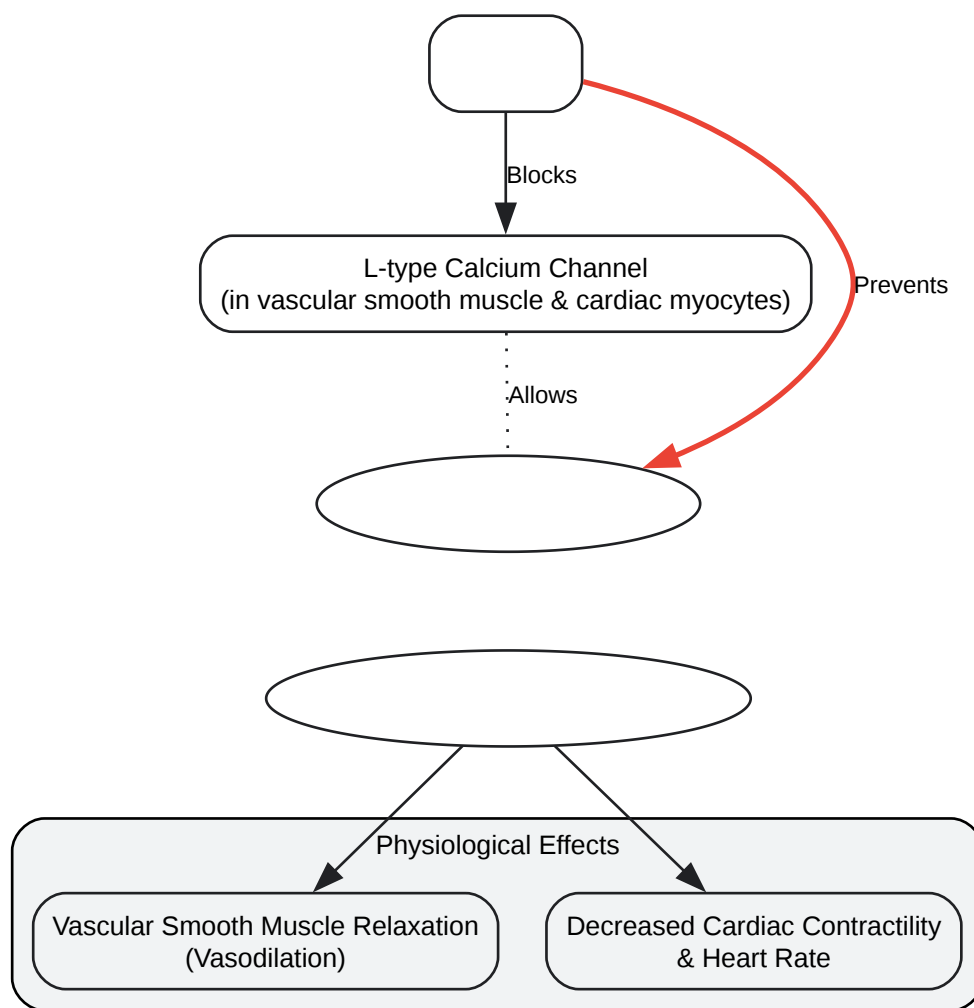 Blocks
L-type Calcium Channel
(in vascular smooth muscle & cardiac myocytes)
Prevents
Allows
Physiological Effects
Vascular Smooth Muscle Relaxation
(Vasodilation)
Decreased Cardiac Contractility
& Heart Rate